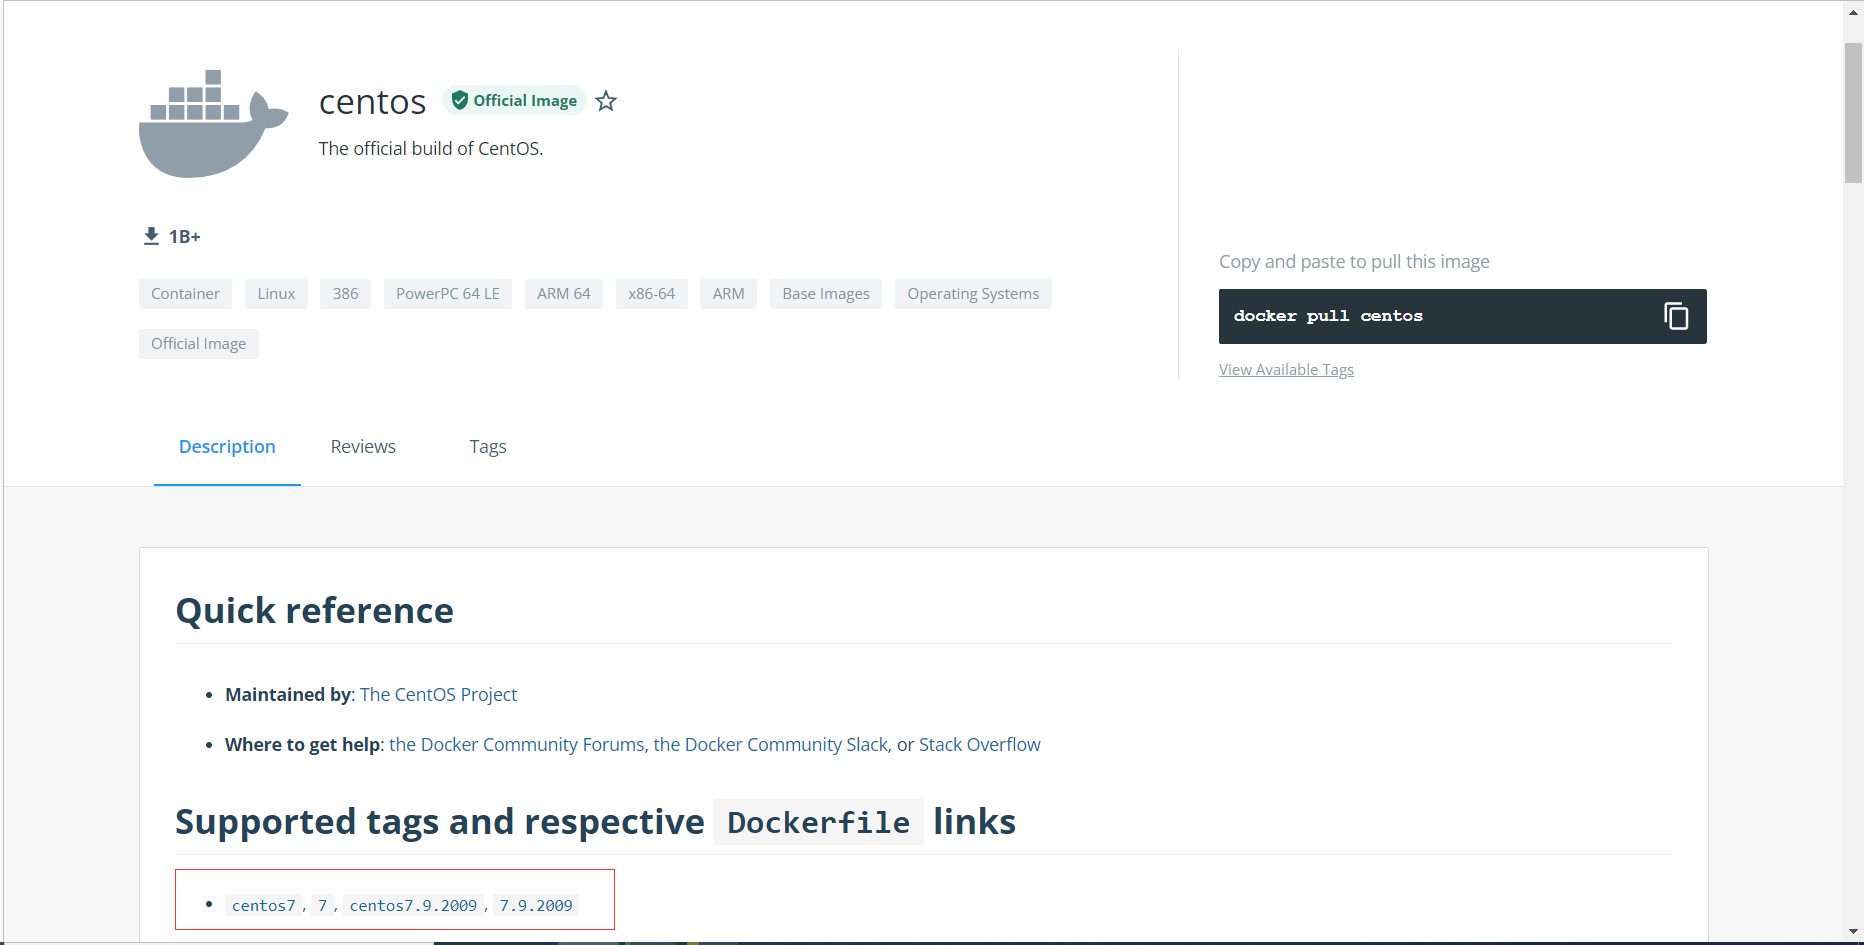 centos
Official Image
The official build of CentOS.
1B+
Container Linux 386 PowerPC 64 LE ARM 64 x86-64 ARM Base Images Operating Systems
Official Image
Copy and paste to pull this image
docker pull centos
View Available Tags
Description Reviews Tags
Quick reference
Maintained by: The CentOS Project
Where to get help: the Docker Community Forums, the Docker Community Slack, or Stack Overflow
Supported tags and respective Dockerfile links
centos7, 7, centos7.9.2009, 7.9.2009